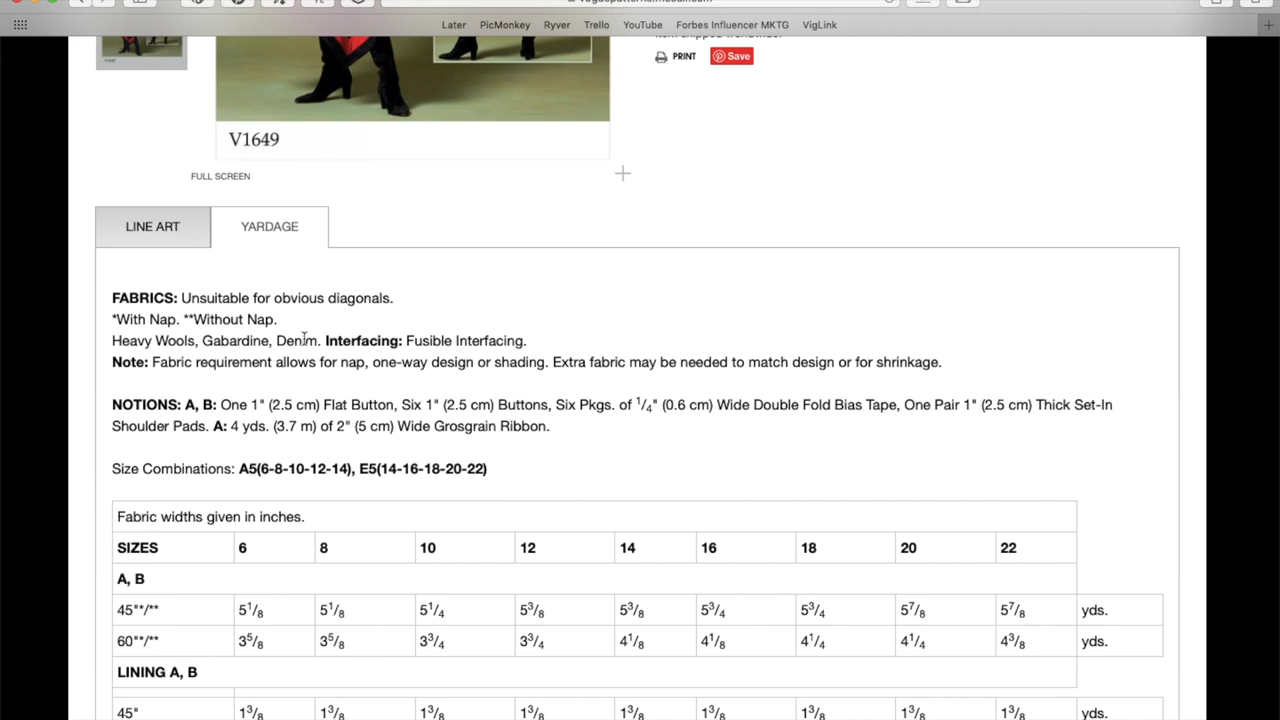 Later PicMonkey Ryver Trello YouTube Forbes Influencer MKTG VigLink
PRINT Save
V1649
FULL SCREEN
LINE ART YARDAGE
FABRICS: Unsuitable for obvious diagonals.
*With Nap. **Without Nap.
Heavy Wools, Gabardine, Denim. Interfacing: Fusible Interfacing.
Note: Fabric requirement allows for nap, one-way design or shading. Extra fabric may be needed to match design or for shrinkage.
NOTIONS: A, B: One 1" (2.5 cm) Flat Button, Six 1" (2.5 cm) Buttons, Six Pkgs. of 1/4" (0.6 cm) Wide Double Fold Bias Tape, One Pair 1" (2.5 cm) Thick Set-In
Shoulder Pads. A: 4 yds. (3.7 m) of 2" (5 cm) Wide Grosgrain Ribbon.
Size Combinations: A5(6-8-10-12-14), E5(14-16-18-20-22)
Fabric widths given in inches.
SIZES 6 8 10 12 14 16 18 20 22
A, B
45"*/** 5 1/8 5 1/8 5 1/4 5 3/8 5 3/8 5 3/4 5 3/4 5 7/8 5 7/8 yds.
60"*/** 3 5/8 3 5/8 3 3/4 3 3/4 4 1/8 4 1/8 4 1/4 4 1/4 4 3/8 yds.
LINING A, B
45" 1 3/8 1 3/8 1 3/8 1 3/8 1 3/8 1 3/8 1 3/8 1 3/8 1 3/8 yds.